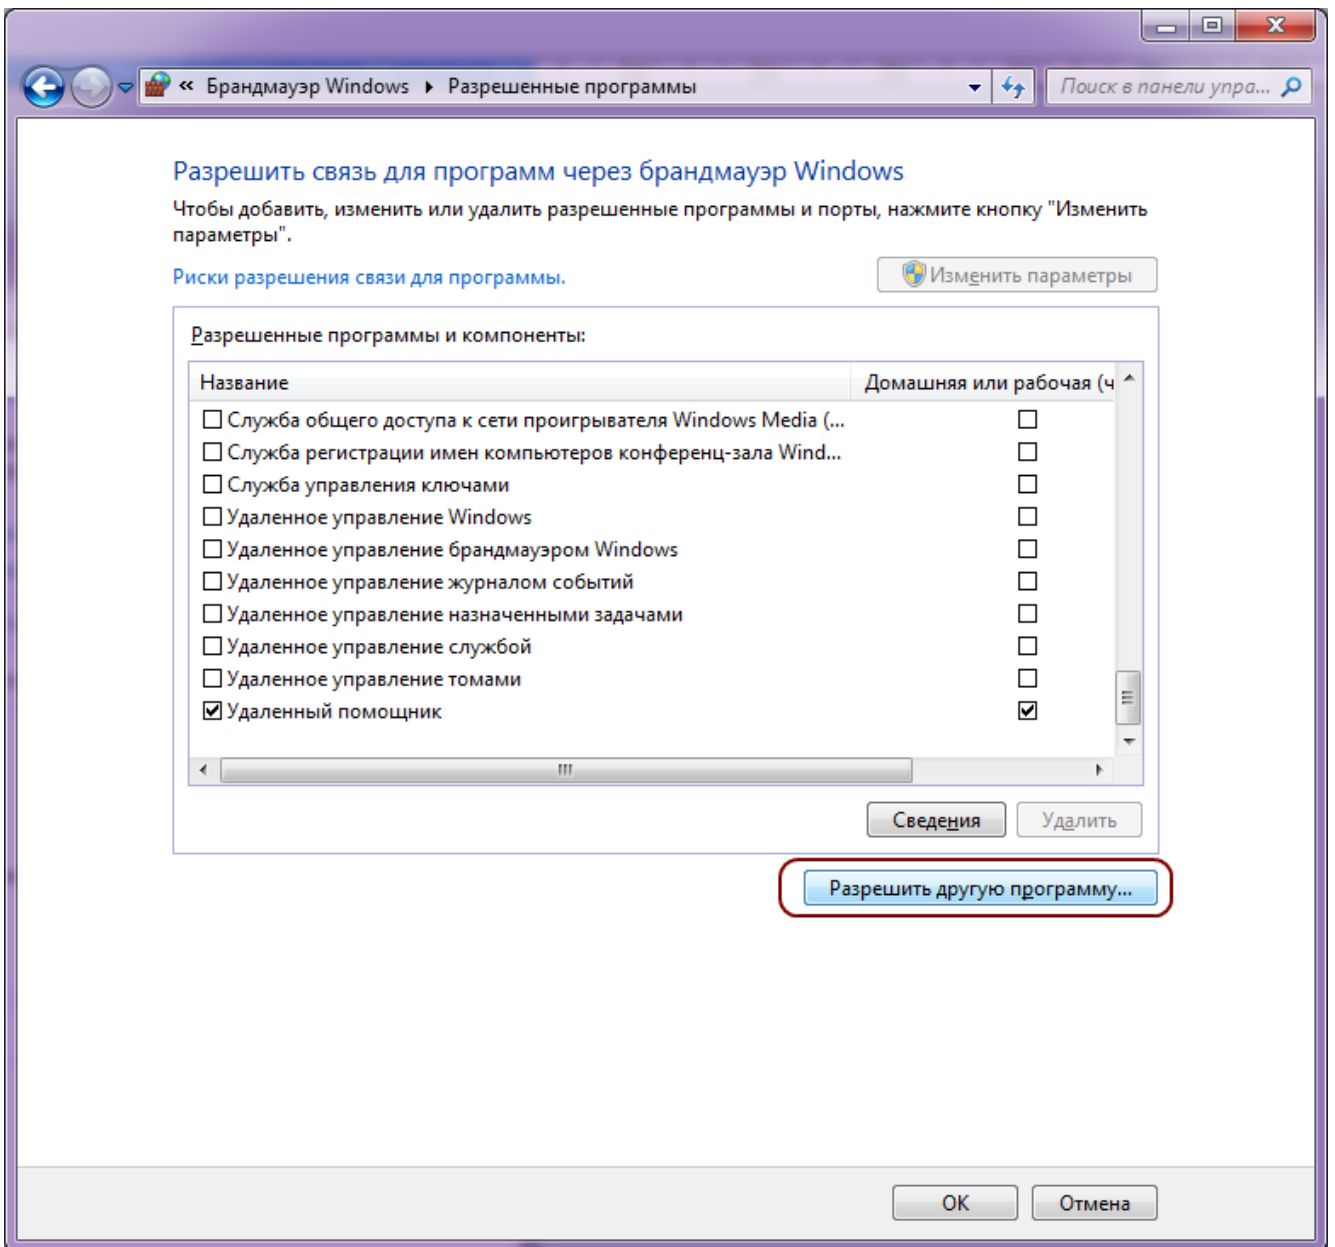 « Брандмауэр Windows Разрешенные программы
Поиск в панели упра...
Разрешить связь для программ через брандмауэр Windows
Чтобы добавить, изменить или удалить разрешенные программы и порты, нажмите кнопку "Изменить
параметры".
Риски разрешения связи для программы.
Изменить параметры
Разрешенные программы и компоненты:
Название Домашняя или рабочая (ч
Служба общего доступа к сети проигрывателя Windows Media (...
Служба регистрации имен компьютеров конференц-зала Wind...
Служба управления ключами
Удаленное управление Windows
Удаленное управление брандмауэром Windows
Удаленное управление журналом событий
Удаленное управление назначенными задачами
Удаленное управление службой
Удаленное управление томами
Удаленный помощник
Сведения Удалить
Разрешить другую программу...
ОК Отмена